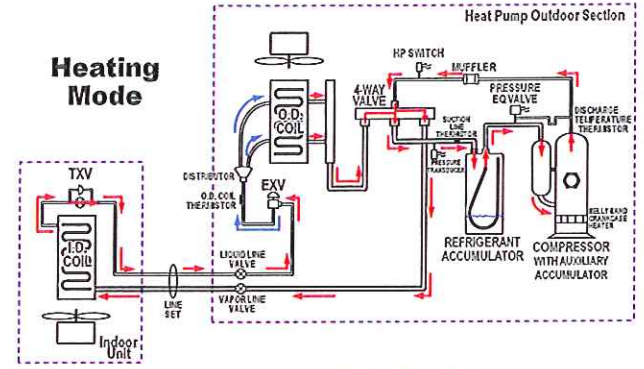 Heat Pump Outdoor Section
Heating
Mode
HP SWITCH
MUFFLER
4-WAY
VALVE
PRESSURE
EQ VALVE
DISCHARGE
TEMPERATURE
THERMISTOR
SUCTION
LINE
THERMISTOR
PRESSURE
TRANSDUCER
O.D.
COIL
DISTRIBUTOR
O.D. COIL
THERMISTOR
EXV
TXV
I.D.
COIL
BELLY BAND
CRANKCASE
HEATER
REFRIGERANT
ACCUMULATOR
COMPRESSOR
WITH AUXILIARY
ACCUMULATOR
LIQUID LINE
VALVE
LINE
SET
VAPOR LINE
VALVE
Indoor
Unit